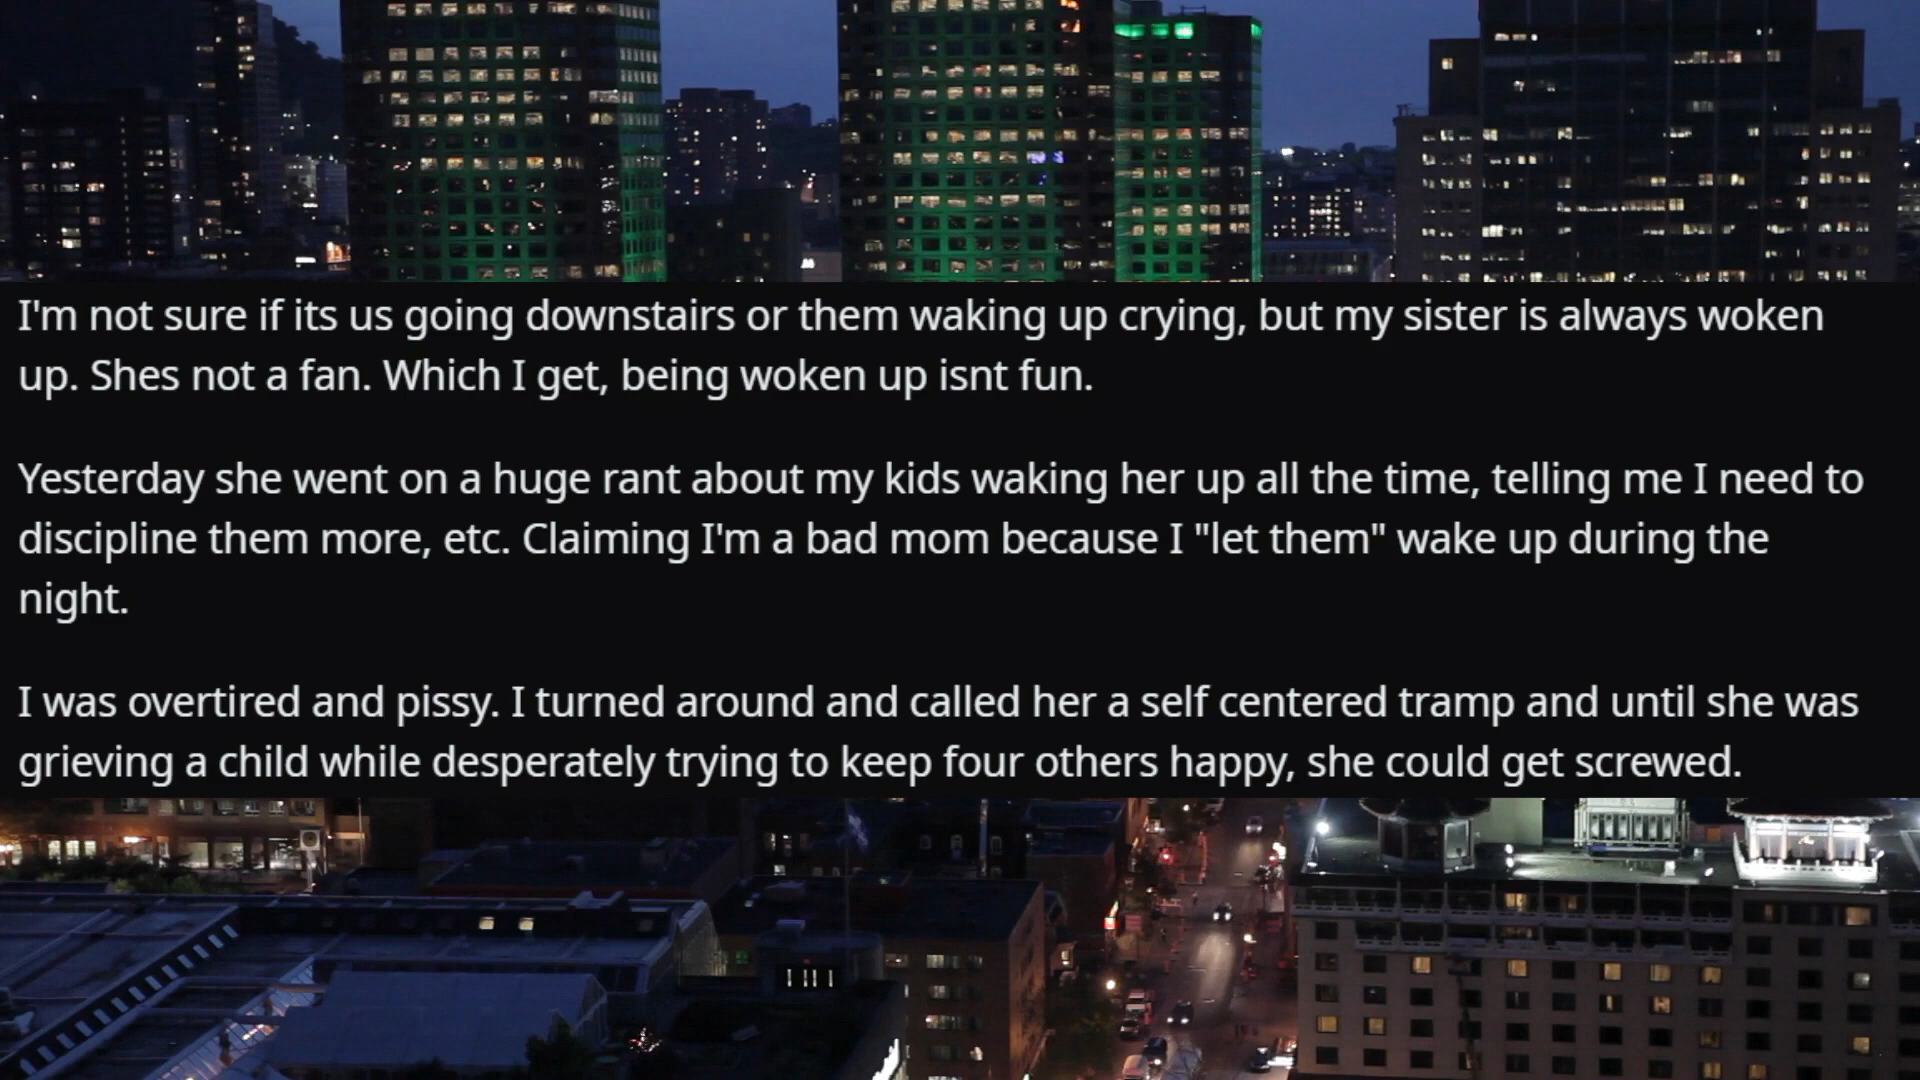 I'm not sure if its us going downstairs or them waking up crying, but my sister is always woken
up. Shes not a fan. Which I get, being woken up isnt fun.
Yesterday she went on a huge rant about my kids waking her up all the time, telling me I need to
discipline them more, etc. Claiming I'm a bad mom because I "let them" wake up during the
night.
I was overtired and pissy. I turned around and called her a self centered tramp and until she was
grieving a child while desperately trying to keep four others happy, she could get screwed.